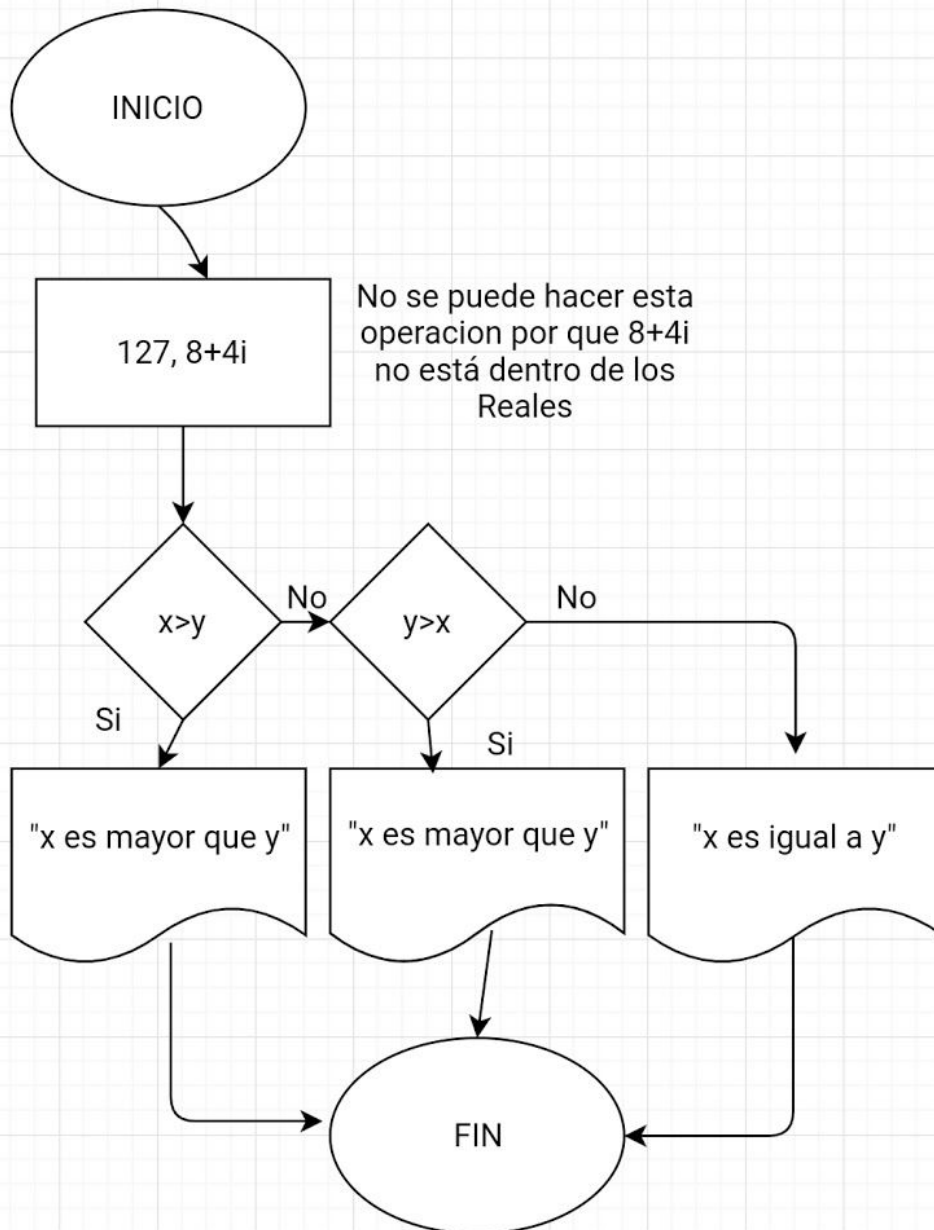 INICIO
127, 8+4i
No se puede hacer esta
operacion por que 8+4i
no está dentro de los
Reales
x>y
No
y>x
No
Si
Si
"x es mayor que y"
"x es mayor que y"
"x es igual a y"
FIN